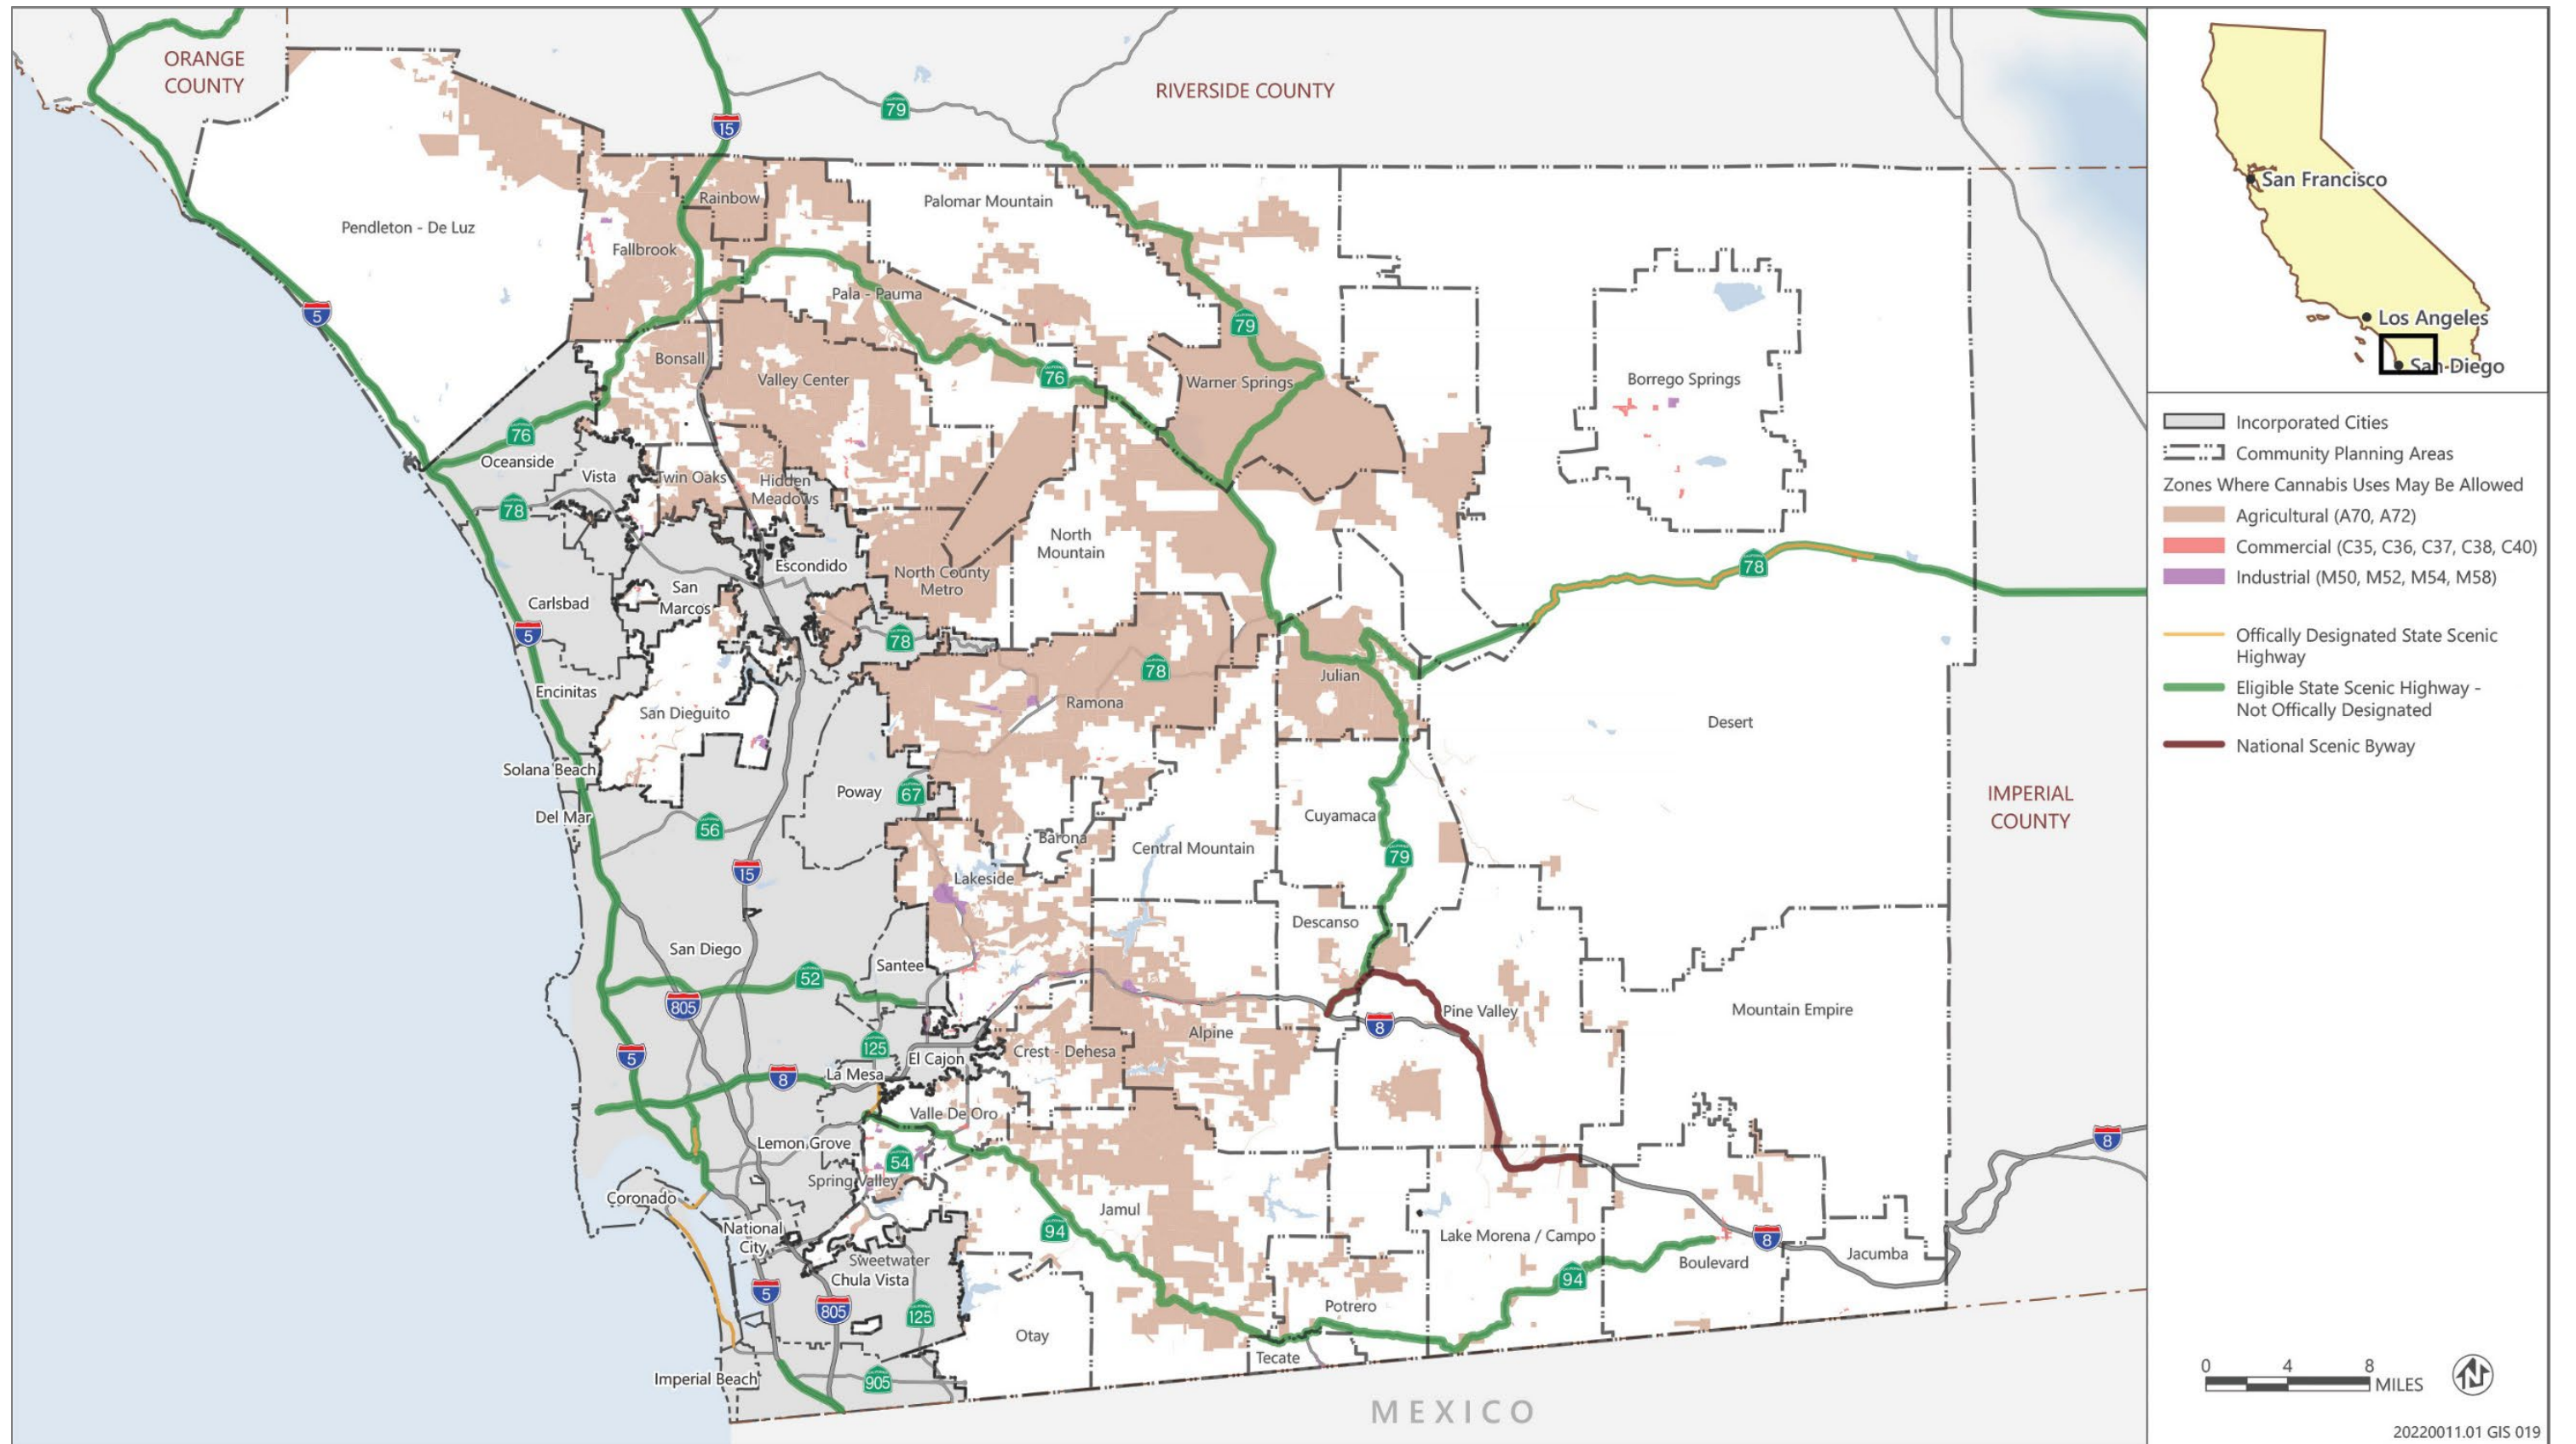 ORANGE
COUNTY
RIVERSIDE COUNTY
79
15
Rainbow
Palomar Mountain
Pendleton - De Luz
Fallbrook
Pala - Pauma
5
79
Bonsall
Valley Center
76
Warner Springs
Borrego Springs
76
Oceanside
Vista
Twin Oaks
Hidden
Meadows
78
North
Mountain
Escondido
78
North County
Metro
San
Marcos
Carlsbad
5
78
78
Julian
Encinitas
Ramona
San Dieguito
Desert
Solana Beach
Poway
67
IMPERIAL
COUNTY
Del Mar
56
Cuyamaca
Barona
Central Mountain
79
15
Lakeside
Descanso
San Diego
Santee
52
805
Pine Valley
Mountain Empire
8
Alpine
125
5
El Cajon
Crest - Dehesa
8
La Mesa
Valle De Oro
8
Lemon Grove
54
Spring Valley
Coronado
Jamul
94
National
City
Lake Morena / Campo
8
Sweetwater
Boulevard
Jacumba
Chula Vista
94
5
805
125
Potrero
Otay
Tecate
Imperial Beach
905
MEXICO
San Francisco
Los Angeles
San Diego
Incorporated Cities
Community Planning Areas
Zones Where Cannabis Uses May Be Allowed
Agricultural (A70, A72)
Commercial (C35, C36, C37, C38, C40)
Industrial (M50, M52, M54, M58)
Offically Designated State Scenic
Highway
Eligible State Scenic Highway -
Not Offically Designated
National Scenic Byway
0 4 8
MILES
N
20220011.01 GIS 019